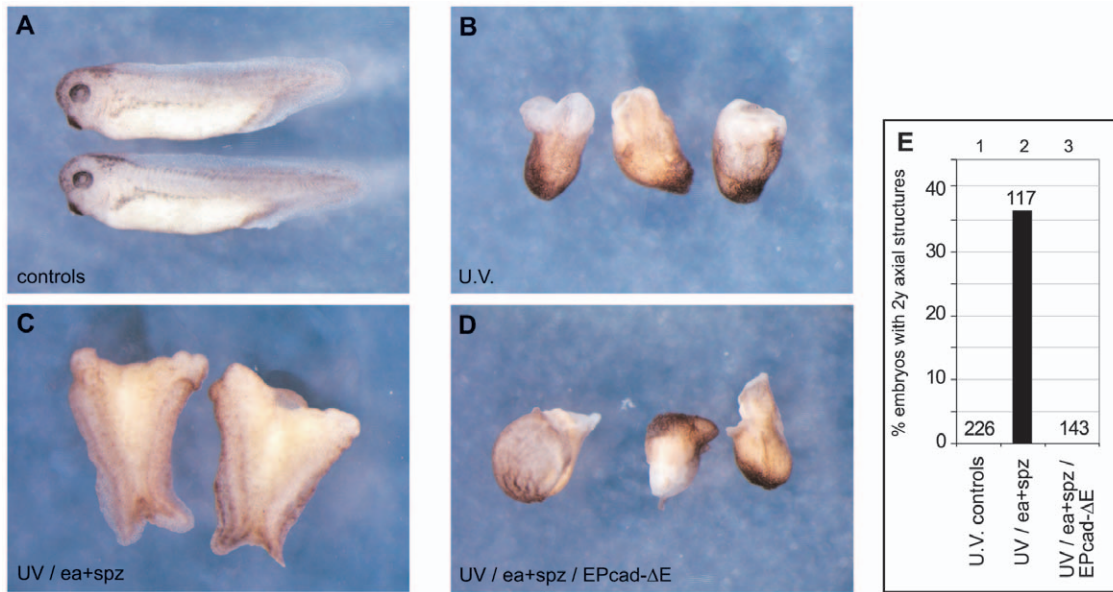 A
controls
B
U.V.
C
UV / ea+spz
D
UV / ea+spz / EPcad-ΔE
E
1 2 3
% embryos with 2y axial structures
40
30
20
10
0
226
117
143
U.V. controls
UV / ea+spz
UV / ea+spz /
EPcad-ΔE